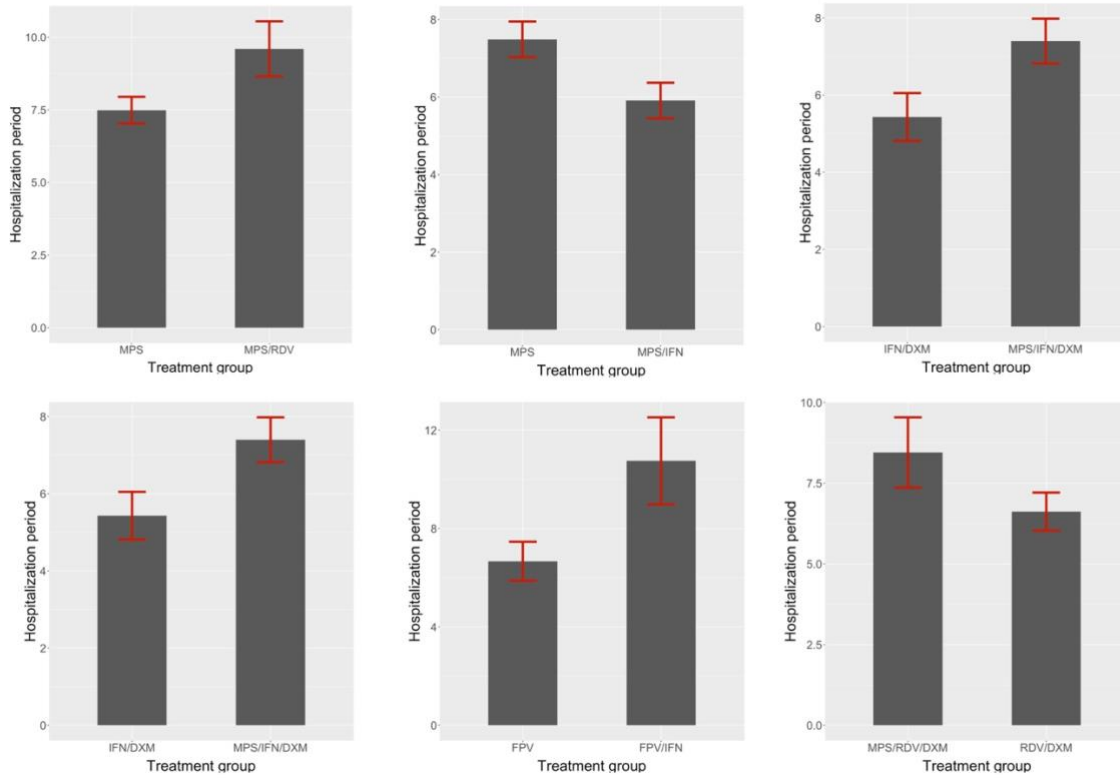 Hospitalization period
10.0
7.5
5.0
2.5
0.0
MPS MPS/RDV
Treatment group
Hospitalization period
8
6
4
2
0
MPS MPS/IFN
Treatment group
Hospitalization period
8
6
4
2
0
IFN/DXM MPS/IFN/DXM
Treatment group
Hospitalization period
8
6
4
2
0
IFN/DXM MPS/IFN/DXM
Treatment group
Hospitalization period
12
8
4
0
FPV FPV/IFN
Treatment group
Hospitalization period
10.0
7.5
5.0
2.5
0.0
MPS/RDV/DXM RDV/DXM
Treatment group